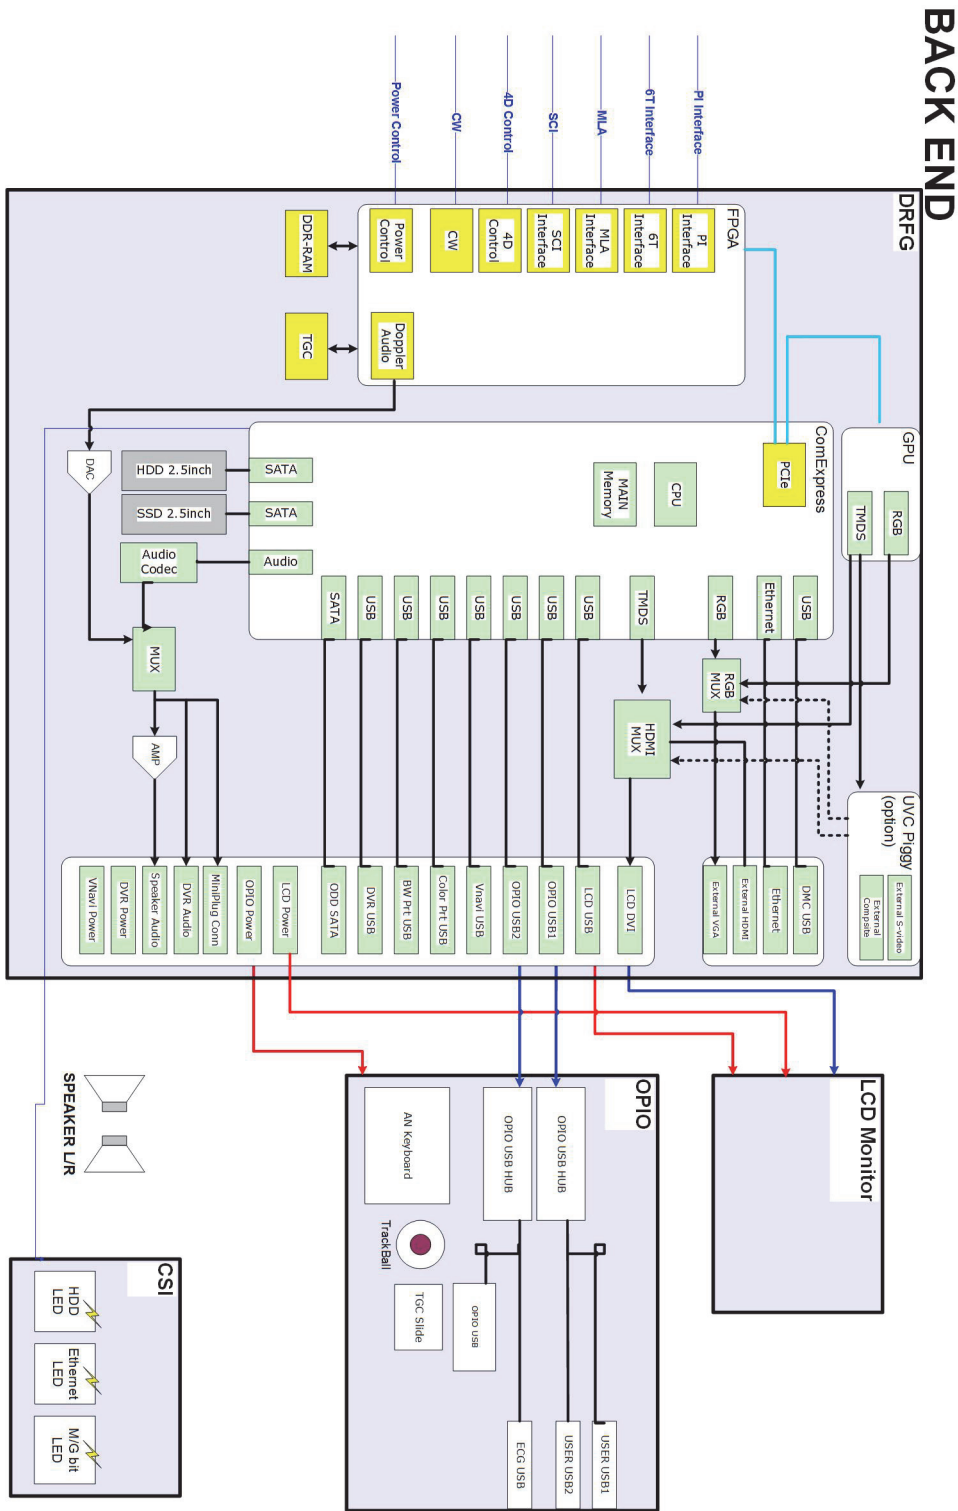 BACK END
PI Interface
6T Interface
MLA
SCI
4D Control
CW
Power Control
DRFG
FPGA
PI
Interface
6T
Interface
MLA
Interface
SCI
Interface
4D
Control
CW
Power
Control
DDR-RAM
Doppler
Audio
TGC
GPU
RGB
TMDS
ComExpress
PCIe
CPU
MAIN
Memory
SATA
SATA
Audio
HDD 2.5inch
SSD 2.5inch
Audio
Codec
DAC
USB
Ethernet
RGB
TMDS
USB
USB
USB
USB
USB
USB
USB
SATA
RGB
MUX
HDMI
MUX
MUX
AMP
UVC Piggy
(option)
External S-video
External
Compsite
DMC USB
Ethernet
External HDMI
External VGA
LCD DVI
LCD USB
OPIO USB1
OPIO USB2
Vnavi USB
Color Prt USB
BW Prt USB
DVR USB
ODD SATA
LCD Power
OPIO Power
MiniPlug Conn
DVR Audio
Speaker Audio
DVR Power
VNavi Power
LCD Monitor
OPIO
OPIO USB HUB
OPIO USB HUB
AN Keyboard
TrackBall
TGC Slide
OPIO USB
USER USB1
USER USB2
ECG USB
SPEAKER L/R
CSI
HDD
LED
Ethernet
LED
M/G bit
LED